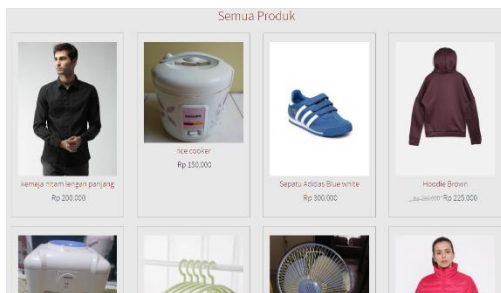 Semua Produk
kemeja hitam lengan panjang
Rp 200.000
rice cooker
Rp 150.000
Sepatu Adidas Blue white
Rp 300.000
Hoodie Brown
Rp 225.000